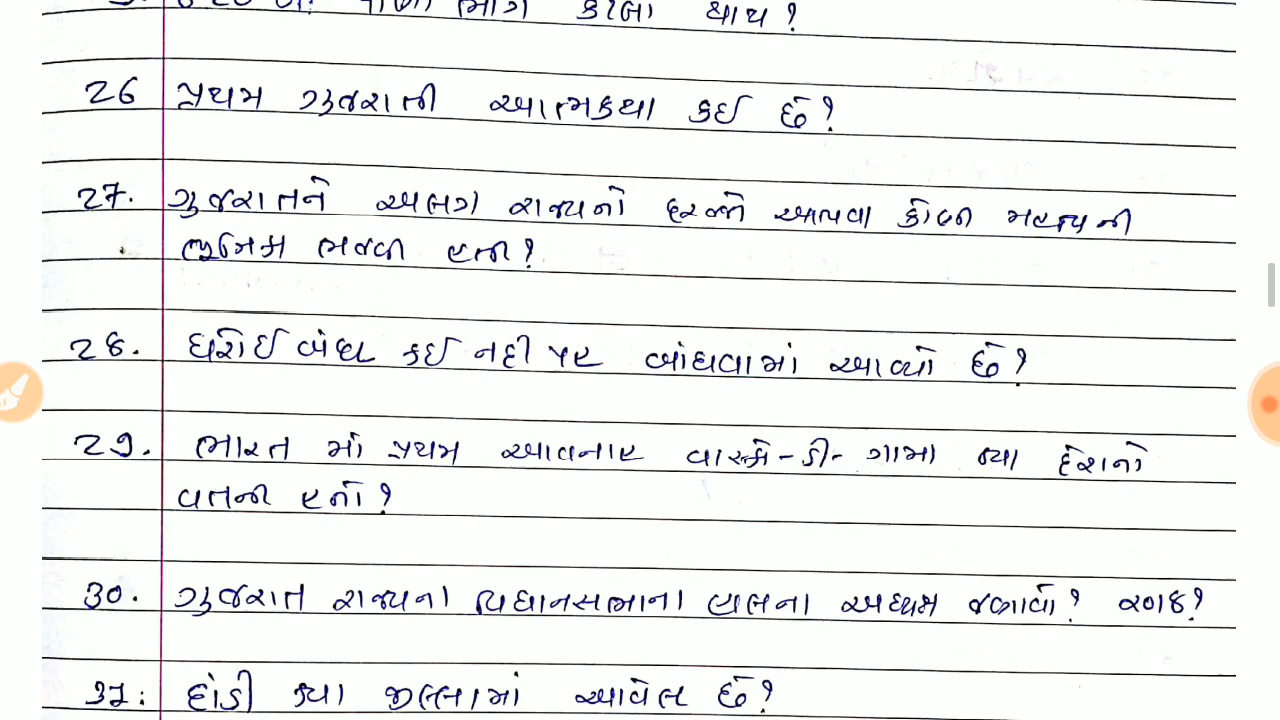 ભાગ કેટલા થાય?
26 પ્રથમ ગુજરાતી આત્મકથા કઈ છે?
27. ગુજરાતને અલગ રાજ્યનો દરજ્જો આપવા કોણે મહત્વની
ભૂમિકા ભજવી હતી?
28. ધરોઈ બંધ કઈ નદી પર બાંધવામાં આવ્યો છે?
29. ભારત માં પ્રથમ આવનાર વાસ્કો-ડી-ગામા ક્યા દેશનો
વતની હતો?
30. ગુજરાત રાજ્યના વિધાનસભાના હાલના અધ્યક્ષ જણાવો? ૨૦૧૪?
31: દાંડી ક્યા જીલ્લામાં આવેલ છે?